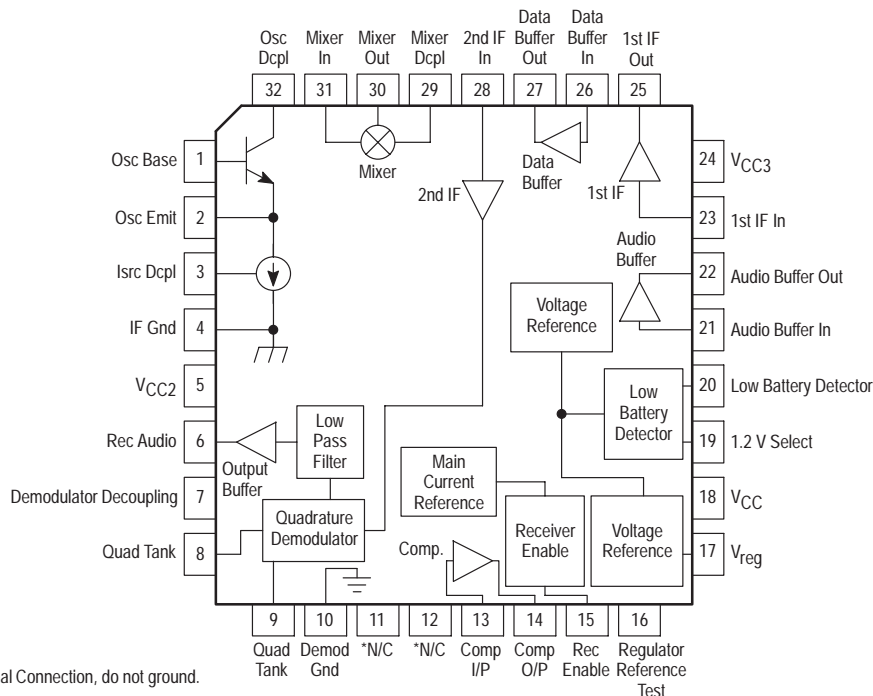 Osc
Dcpl
Mixer
In
Mixer
Out
Mixer
Dcpl
2nd IF
In
Data
Buffer
Out
Data
Buffer
In
1st IF
Out
32
31
30
29
28
27
26
25
Osc Base
1
Osc Emit
2
Isrc Dcpl
3
IF Gnd
4
VCC2
5
Rec Audio
6
Demodulator Decoupling
7
Quad Tank
8
Mixer
2nd IF
Data
Buffer
1st IF
24
VCC3
23
1st IF In
Audio
Buffer
22
Audio Buffer Out
21
Audio Buffer In
Voltage
Reference
20
Low Battery Detector
Low
Battery
Detector
19
1.2 V Select
Low
Pass
Filter
Output
Buffer
Main
Current
Reference
18
VCC
Quadrature
Demodulator
Comp.
Receiver
Enable
Voltage
Reference
17
Vreg
9
10
11
12
13
14
15
16
Quad
Tank
Demod
Gnd
*N/C
*N/C
Comp
I/P
Comp
O/P
Rec
Enable
Regulator
Reference
Test
al Connection, do not ground.